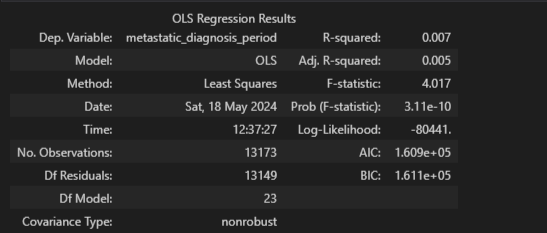 OLS Regression Results
Dep. Variable: metastatic_diagnosis_period R-squared: 0.007
Model: OLS Adj. R-squared: 0.005
Method: Least Squares F-statistic: 4.017
Date: Sat, 18 May 2024 Prob (F-statistic): 3.11e-10
Time: 12:37:27 Log-Likelihood: -80441.
No. Observations: 13173 AIC: 1.609e+05
Df Residuals: 13149 BIC: 1.611e+05
Df Model: 23
Covariance Type: nonrobust